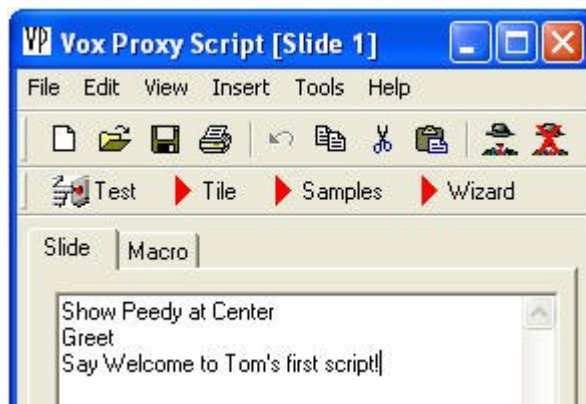 VP Vox Proxy Script [Slide 1]
File Edit View Insert Tools Help
Test Tile Samples Wizard
Slide Macro
Show Peedy at Center
Greet
Say Welcome to Tom's first script!